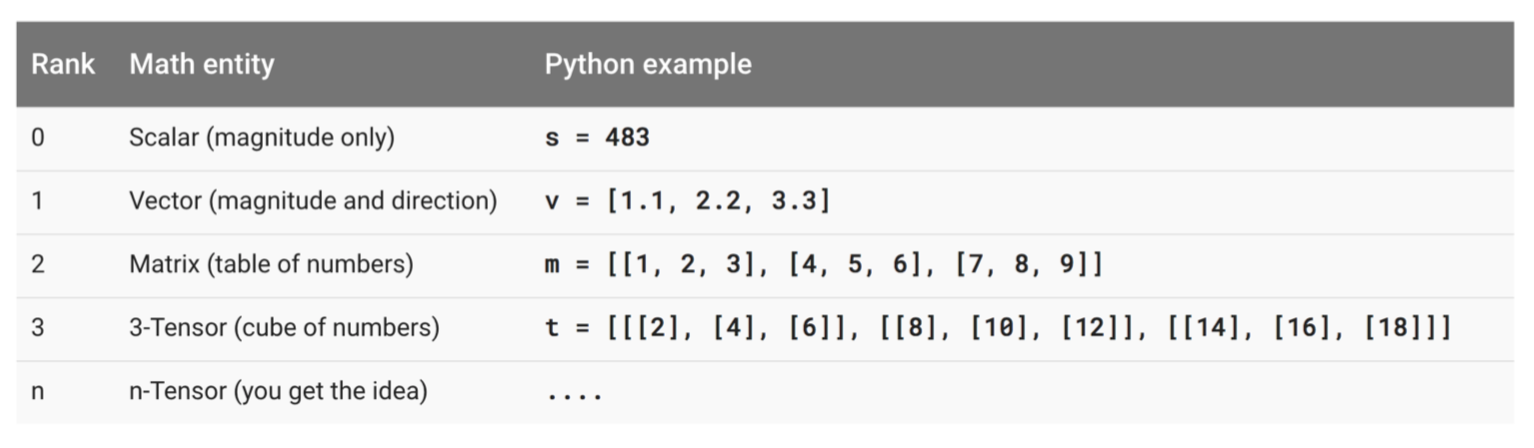 Rank Math entity Python example
0 Scalar (magnitude only) s = 483
1 Vector (magnitude and direction) v = [1.1, 2.2, 3.3]
2 Matrix (table of numbers) m = [[1, 2, 3], [4, 5, 6], [7, 8, 9]]
3 3-Tensor (cube of numbers) t = [[[2], [4], [6]], [[8], [10], [12]], [[14], [16], [18]]]
n n-Tensor (you get the idea) ....